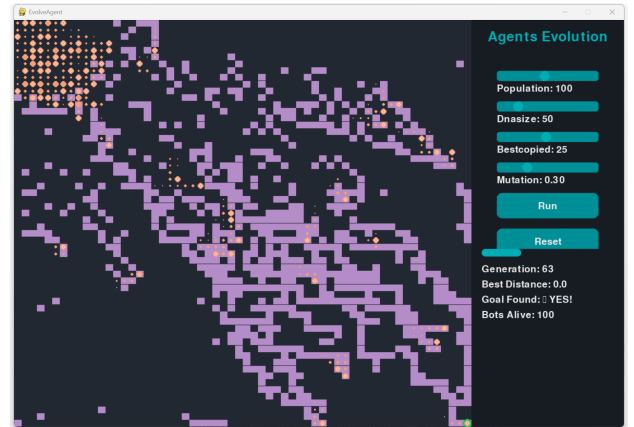 EvolveAgent
Agents Evolution
Population: 100
Dnasize: 50
Bestcopied: 25
Mutation: 0.30
Run
Reset
Generation: 63
Best Distance: 0.0
Goal Found: ▯ YES!
Bots Alive: 100